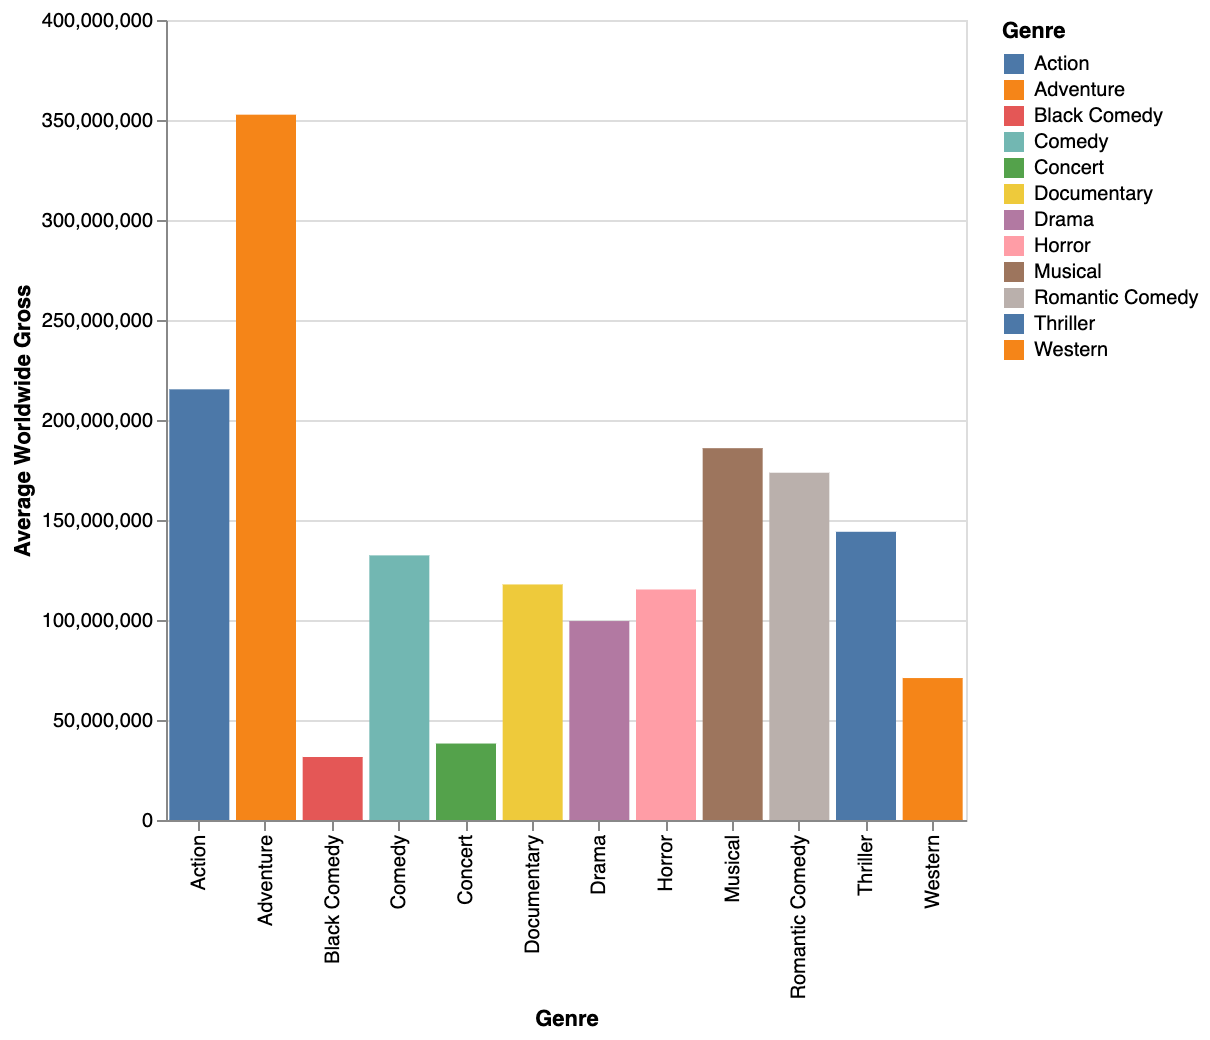 400,000,000
350,000,000
300,000,000
250,000,000
200,000,000
150,000,000
100,000,000
50,000,000
0
Average Worldwide Gross
Action
Adventure
Black Comedy
Comedy
Concert
Documentary
Drama
Horror
Musical
Romantic Comedy
Thriller
Western
Genre
Genre
Action
Adventure
Black Comedy
Comedy
Concert
Documentary
Drama
Horror
Musical
Romantic Comedy
Thriller
Western